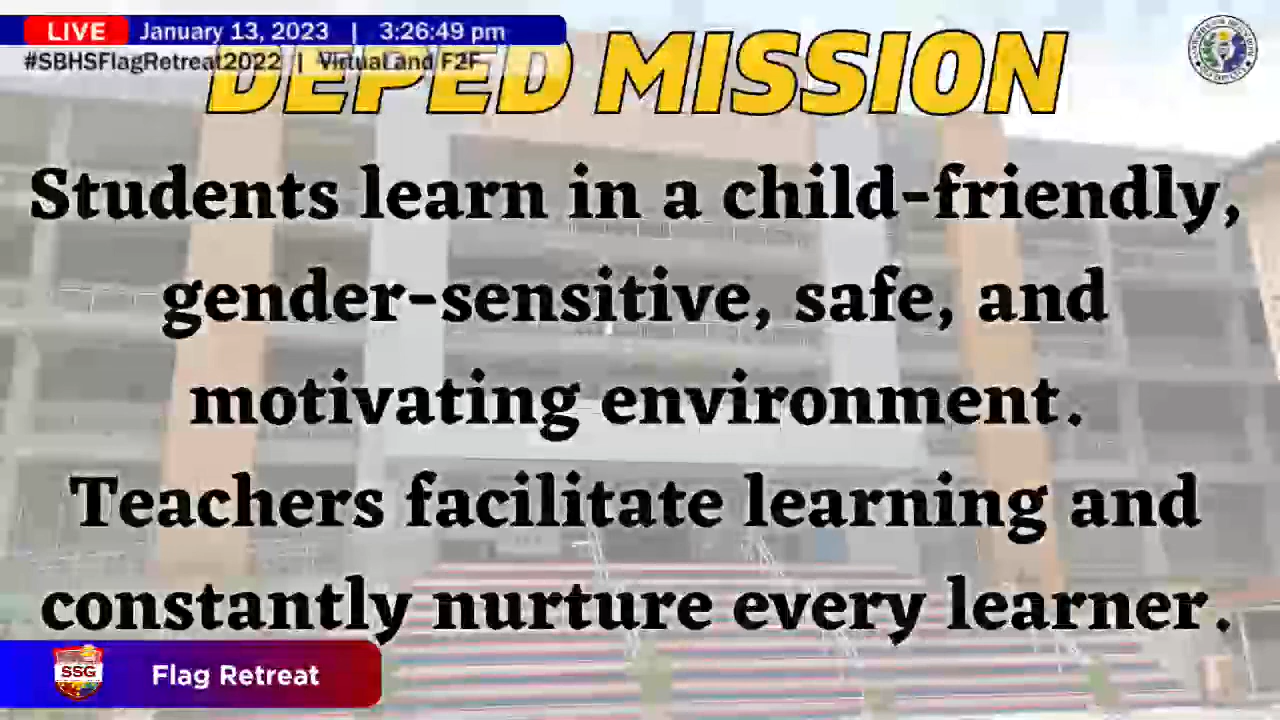 LIVE January 13, 2023 | 3:26:49 pm
#SBHSFlagRetreat2022 | Virtual and F2F
DEPED MISSION
Students learn in a child-friendly,
gender-sensitive, safe, and
motivating environment.
Teachers facilitate learning and
constantly nurture every learner.
SSG Flag Retreat